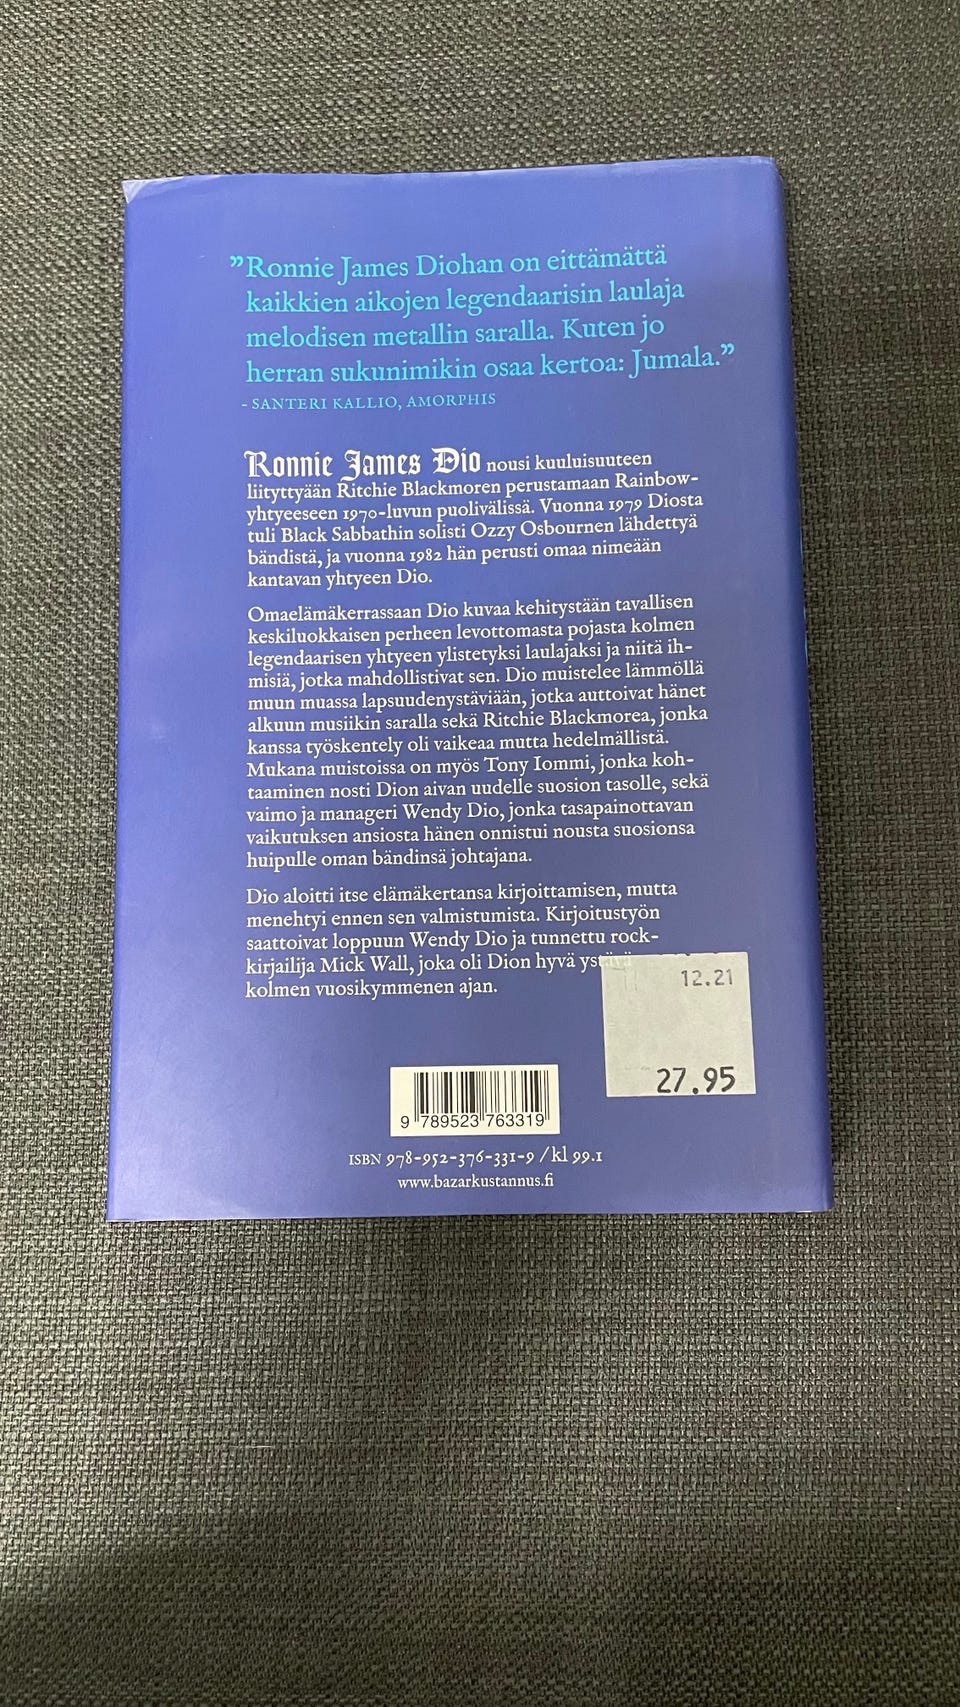 ”Ronnie James Diohan on eittämättä
kaikkien aikojen legendaarisin laulaja
melodisen metallin saralla. Kuten jo
herran sukunimikin osaa kertoa: Jumala.”
- SANTERI KALLIO, AMORPHIS
Ronnie James Dio nousi kuuluisuuteen
liityttyään Ritchie Blackmoren perustamaan Rainbow-
yhtyeeseen 1970-luvun puolivälissä. Vuonna 1979 Diosta
tuli Black Sabbathin solisti Ozzy Osbournen lähdettyä
bändistä, ja vuonna 1982 hän perusti omaa nimeään
kantavan yhtyeen Dio.
Omaelämäkerrassaan Dio kuvaa kehitystään tavallisen
keskiluokkaisen perheen levottomasta pojasta kolmen
legendaarisen yhtyeen ylistetyksi laulajaksi ja niitä ih-
misiä, jotka mahdollistivat sen. Dio muistelee lämmöllä
muun muassa lapsuudenystäviään, jotka auttoivat hänet
alkuun musiikin saralla sekä Ritchie Blackmorea, jonka
kanssa työskentely oli vaikeaa mutta hedelmällistä.
Mukana muistoissa on myös Tony Iommi, jonka koh-
taaminen nosti Dion aivan uudelle suosion tasolle, sekä
vaimo ja manageri Wendy Dio, jonka tasapainottavan
vaikutuksen ansiosta hänen onnistui nousta suosionsa
huipulle oman bändinsä johtajana.
Dio aloitti itse elämäkertansa kirjoittamisen, mutta
menehtyi ennen sen valmistumista. Kirjoitustyön
saattoivat loppuun Wendy Dio ja tunnettu rock-
kirjailija Mick Wall, joka oli Dion hyvä ystävä
kolmen vuosikymmenen ajan.
12.21
27.95
9 789523 763319
ISBN 978-952-376-331-9 / kl 99.1
www.bazarkustannus.fi